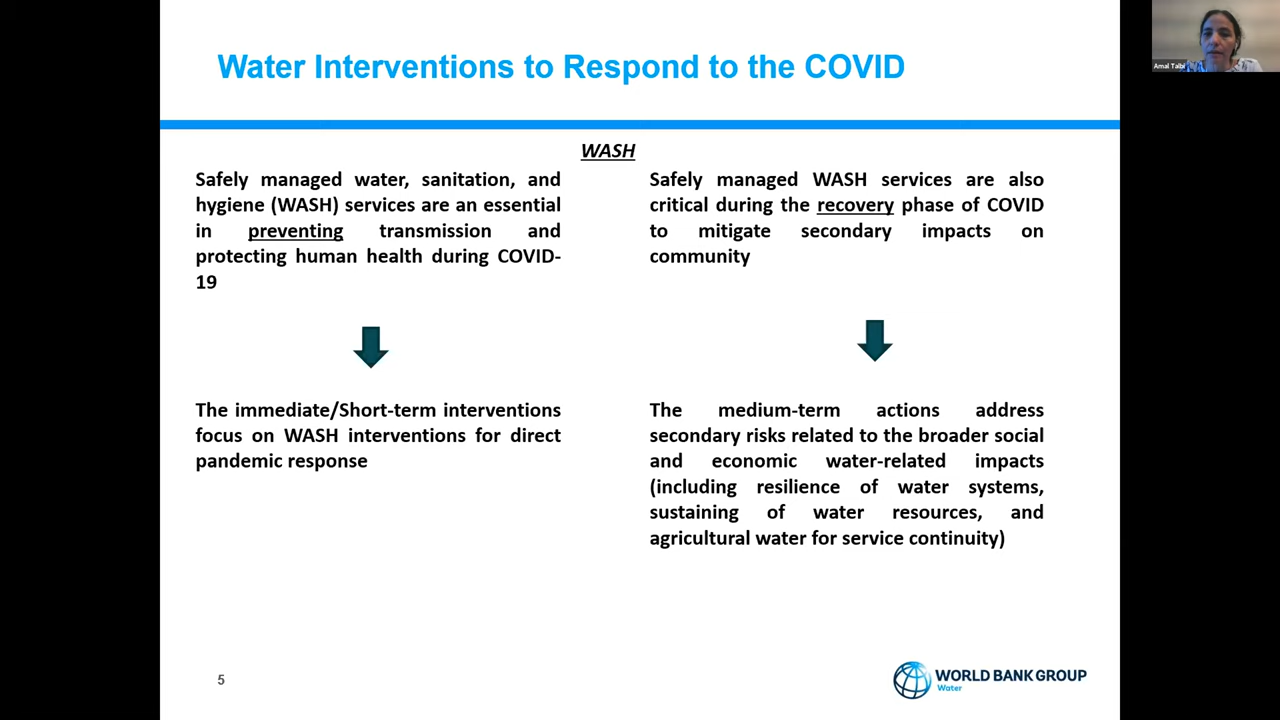 Water Interventions to Respond to the COVID
Amal Talbi
WASH
Safely managed water, sanitation, and
hygiene (WASH) services are an essential
in preventing transmission and
protecting human health during COVID-
19
The immediate/Short-term interventions
focus on WASH interventions for direct
pandemic response
Safely managed WASH services are also
critical during the recovery phase of COVID
to mitigate secondary impacts on
community
The medium-term actions address
secondary risks related to the broader social
and economic water-related impacts
(including resilience of water systems,
sustaining of water resources, and
agricultural water for service continuity)
5
WORLD BANK GROUP
Water